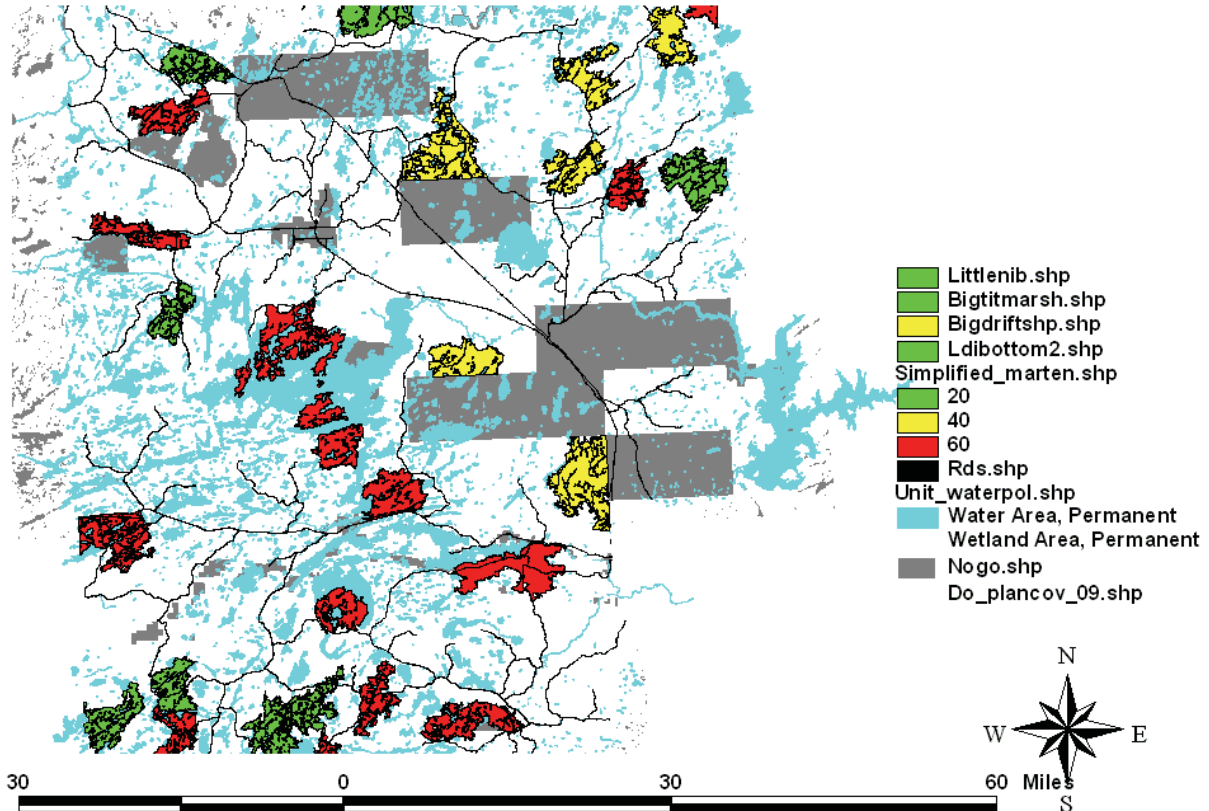 Littlenib.shp
Bigtitmarsh.shp
Bigdriftshp.shp
Ldibottom2.shp
Simplified_marten.shp
20
40
60
Rds.shp
Unit_waterpol.shp
Water Area, Permanent
Wetland Area, Permanent
Nogo.shp
Do_plancov_09.shp
N
W E
S
30 0 30 60 Miles